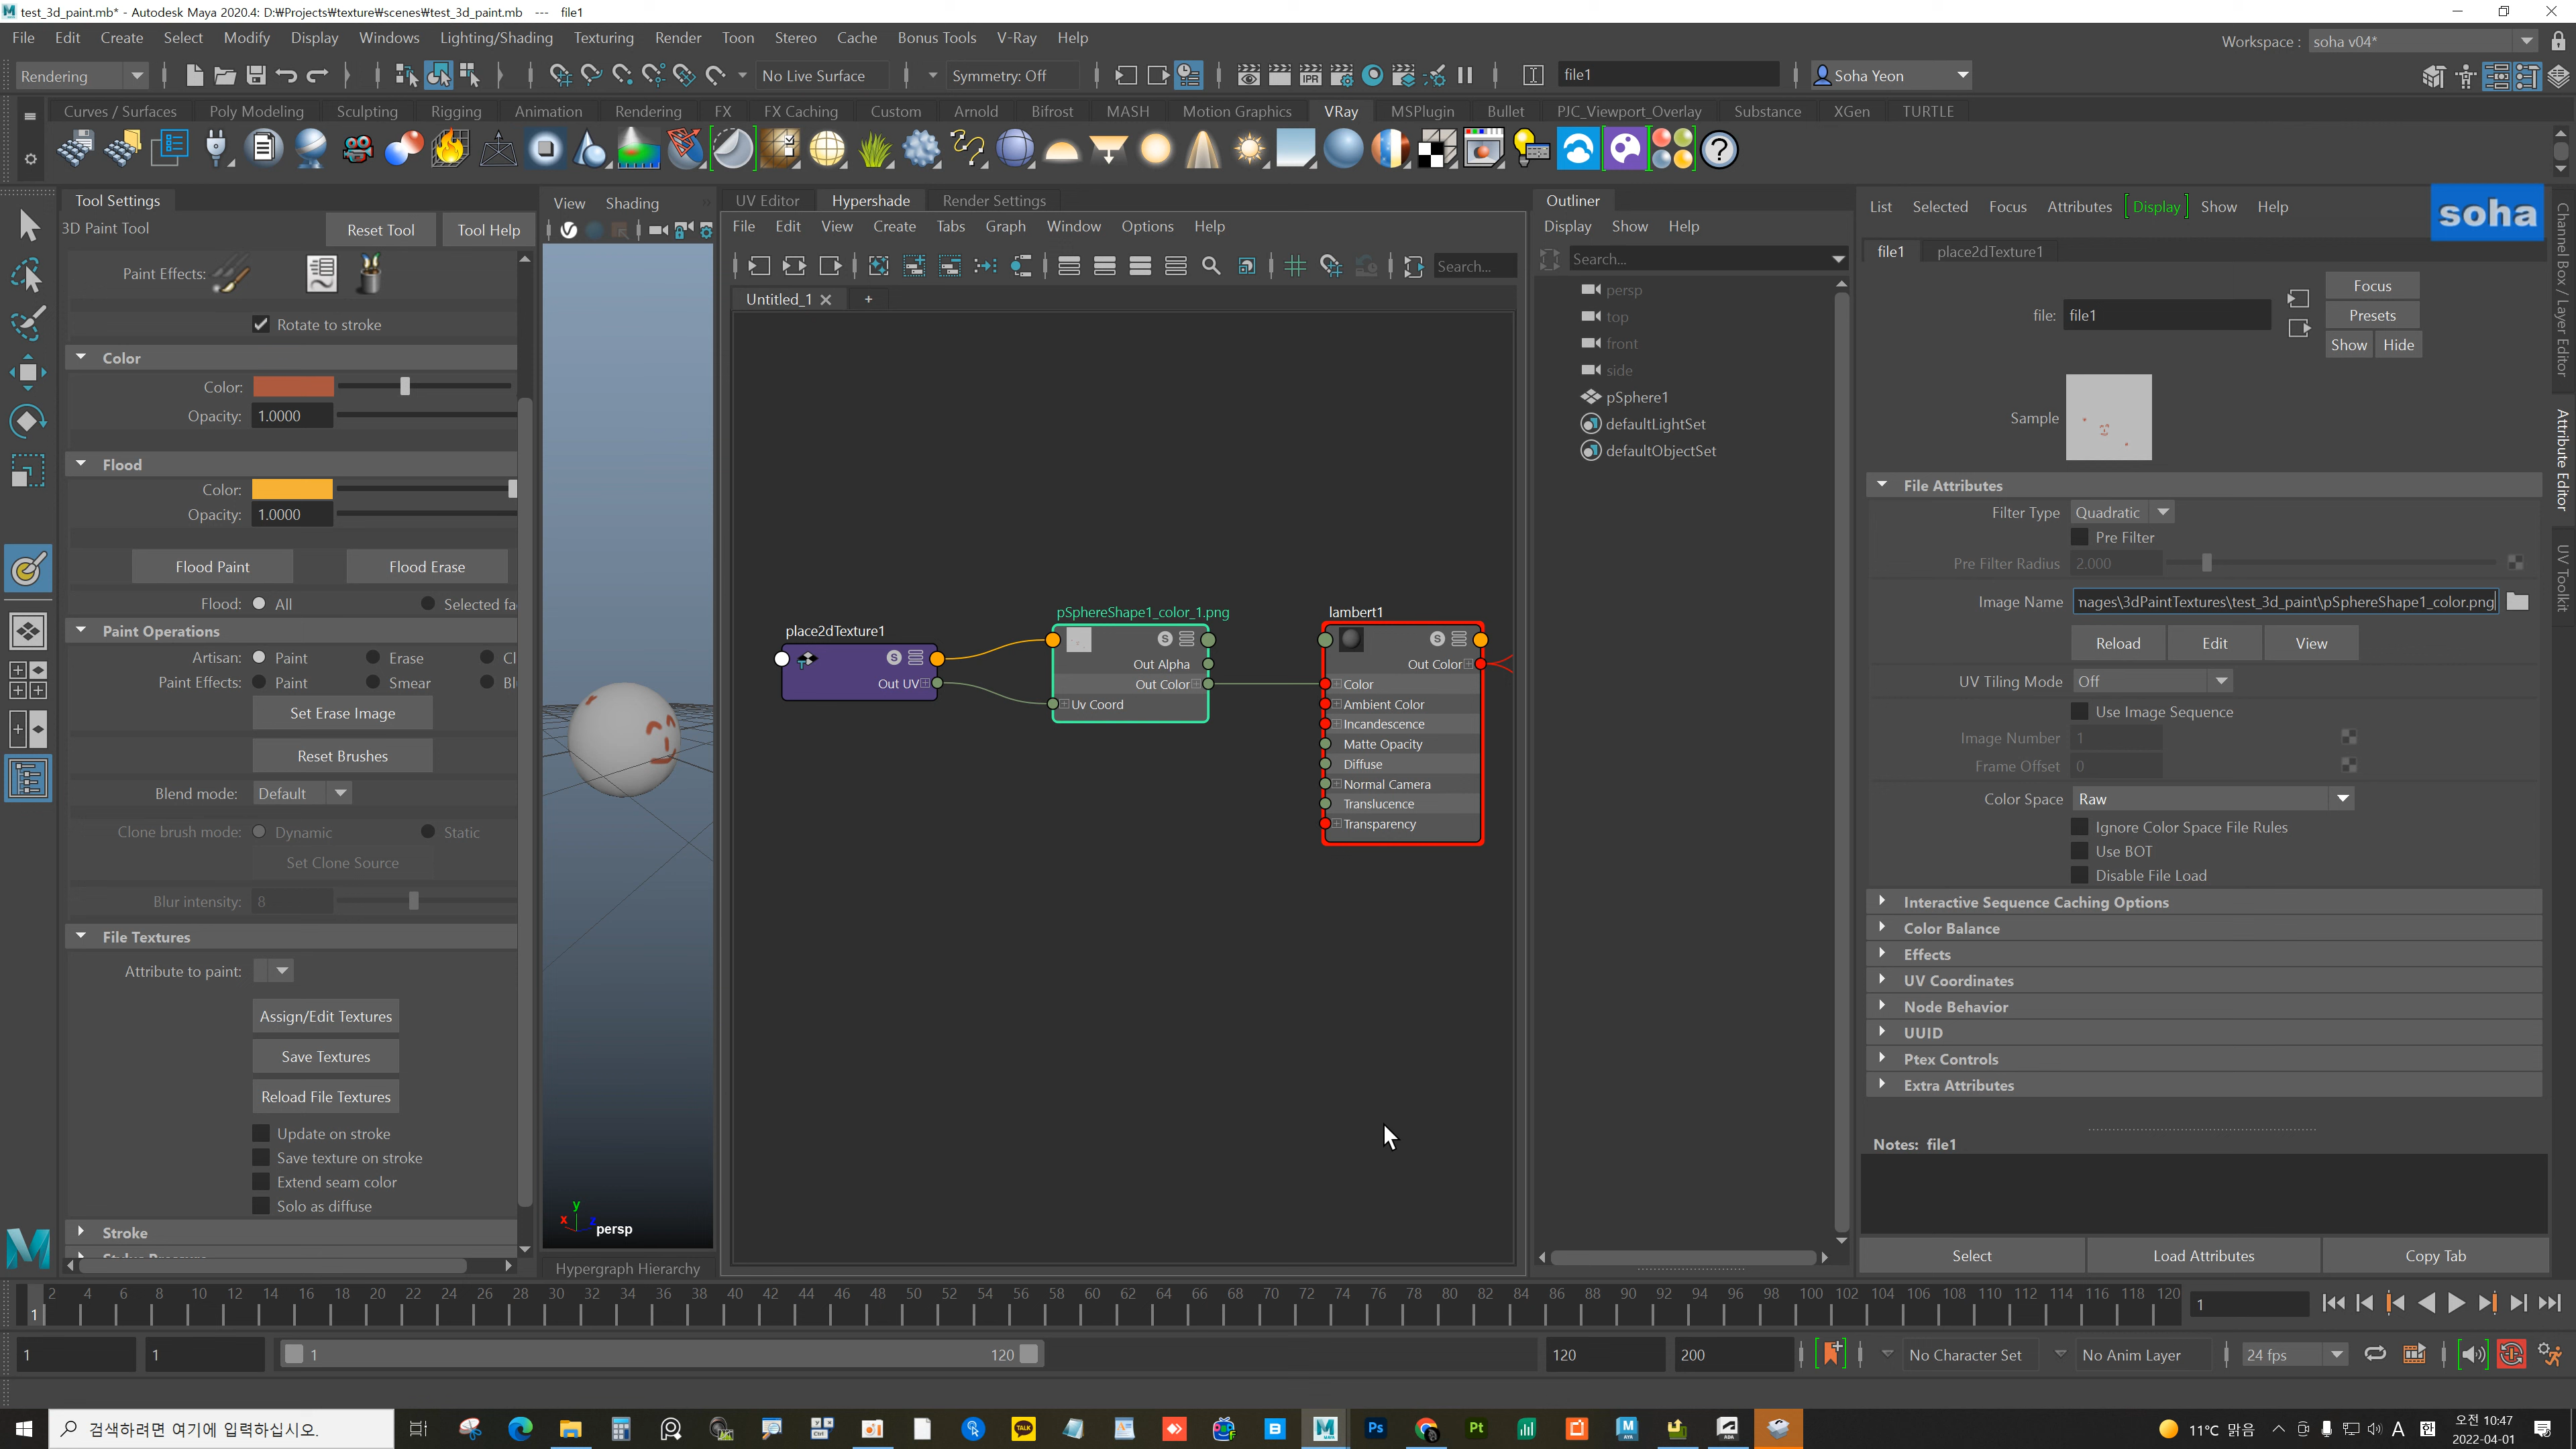 test_3d_paint.mb* - Autodesk Maya 2020.4: D:₩Projects₩texture₩scenes₩test_3d_paint.mb --- file1
File Edit Create Select Modify Display Windows Lighting/Shading Texturing Render Toon Stereo Cache Bonus Tools V-Ray Help
Workspace : soha v04*
Rendering No Live Surface Symmetry: Off file1 Soha Yeon
Curves / Surfaces Poly Modeling Sculpting Rigging Animation Rendering FX FX Caching Custom Arnold Bifrost MASH Motion Graphics VRay MSPlugin Bullet PJC_Viewport_Overlay Substance XGen TURTLE
Tool Settings
3D Paint Tool
Reset Tool Tool Help
Paint Effects:
Rotate to stroke
Color
Color:
Opacity: 1.0000
Flood
Color:
Opacity: 1.0000
Flood Paint Flood Erase
Flood: All Selected fa
Paint Operations
Artisan: Paint Erase Cl
Paint Effects: Paint Smear Bl
Set Erase Image
Reset Brushes
Blend mode: Default
Clone brush mode: Dynamic Static
Set Clone Source
Blur intensity: 8
File Textures
Attribute to paint:
Assign/Edit Textures
Save Textures
Reload File Textures
Update on stroke
Save texture on stroke
Extend seam color
Solo as diffuse
Stroke
View Shading
y
x
z
persp
Hypergraph Hierarchy
UV Editor Hypershade Render Settings
File Edit View Create Tabs Graph Window Options Help
Search...
Untitled_1 +
place2dTexture1
Out UV
pSphereShape1_color_1.png
Out Alpha
Out Color
Uv Coord
lambert1
Out Color
Color
Ambient Color
Incandescence
Matte Opacity
Diffuse
Normal Camera
Translucence
Transparency
Outliner
Display Show Help
Search...
persp
top
front
side
pSphere1
defaultLightSet
defaultObjectSet
List Selected Focus Attributes Display Show Help
soha
file1 place2dTexture1
file: file1
Focus
Presets
Show Hide
Sample
File Attributes
Filter Type Quadratic
Pre Filter
Pre Filter Radius 2.000
Image Name nages\3dPaintTextures\test_3d_paint\pSphereShape1_color.png
Reload Edit View
UV Tiling Mode Off
Use Image Sequence
Image Number 1
Frame Offset 0
Color Space Raw
Ignore Color Space File Rules
Use BOT
Disable File Load
Interactive Sequence Caching Options
Color Balance
Effects
UV Coordinates
Node Behavior
UUID
Ptex Controls
Extra Attributes
Notes: file1
Select Load Attributes Copy Tab
Channel Box / Layer Editor
Attribute Editor
UV Toolkit
1 2 4 6 8 10 12 14 16 18 20 22 24 26 28 30 32 34 36 38 40 42 44 46 48 50 52 54 56 58 60 62 64 66 68 70 72 74 76 78 80 82 84 86 88 90 92 94 96 98 100 102 104 106 108 110 112 114 116 118 120
1
1 1 1 120 120 200 No Character Set No Anim Layer 24 fps
검색하려면 여기에 입력하십시오.
11°C 맑음
A 한
오전 10:47
2022-04-01